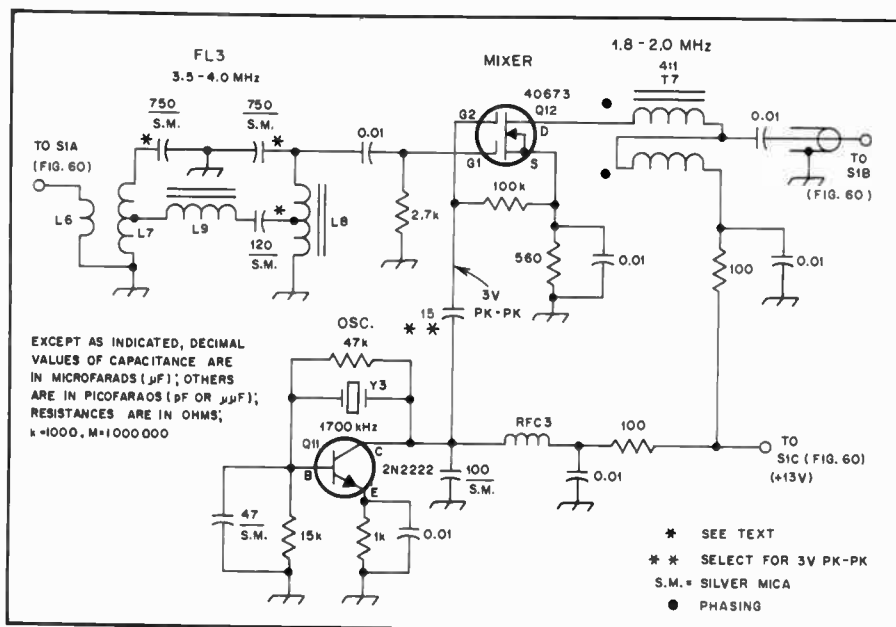 FL3
3.5-4.0 MHz
MIXER
1.8-2.0 MHz
4:1
T7
750
S.M.
750
S.M.
*
*
0.01
40673
Q12
G2
D
G1
S
0.01
TO S1A
(FIG. 60)
TO
S1B
(FIG. 60)
L6
L7
L9
*
120
S.M.
L8
2.7k
100k
560
0.01
100
0.01
3V
PK-PK
15
* *
EXCEPT AS INDICATED, DECIMAL
VALUES OF CAPACITANCE ARE
IN MICROFARADS (µF); OTHERS
ARE IN PICOFARAOS (pF OR µµF);
RESISTANCES ARE IN OHMS;
k=1000, M=1000000
OSC.
47k
Y3
1700 kHz
Q11
C
2N2222
B
E
RFC3
100
TO
S1C (FIG. 60)
(+13V)
100
S.M.
0.01
47
S.M.
15k
1k
0.01
* SEE TEXT
* * SELECT FOR 3V PK-PK
S.M.= SILVER MICA
● PHASING